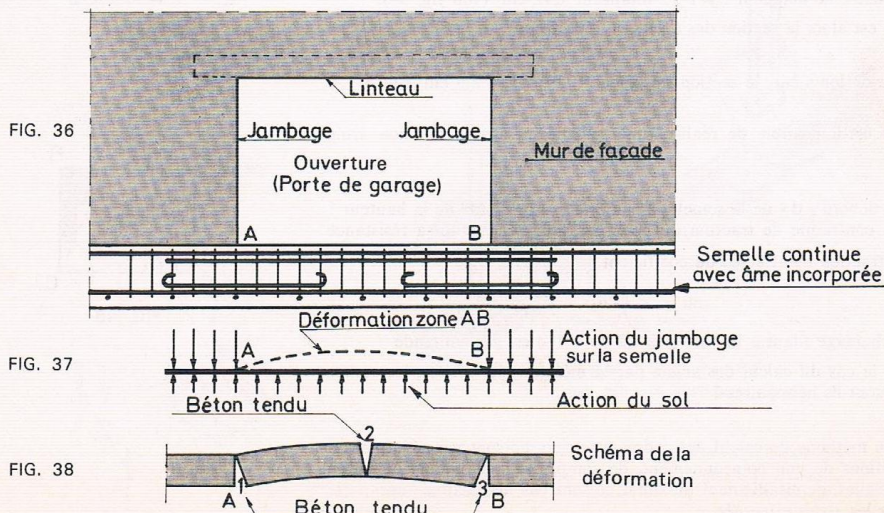 FIG. 36
Linteau
Jambage
Jambage
Ouverture
(Porte de garage)
Mur de façade
A
B
Semelle continue
avec âme incorporée
FIG. 37
Déformation zone AB
A
B
Action du jambage
sur la semelle
Action du sol
Béton tendu
FIG. 38
2
Schéma de la
déformation
A
1
3
B
Béton tendu